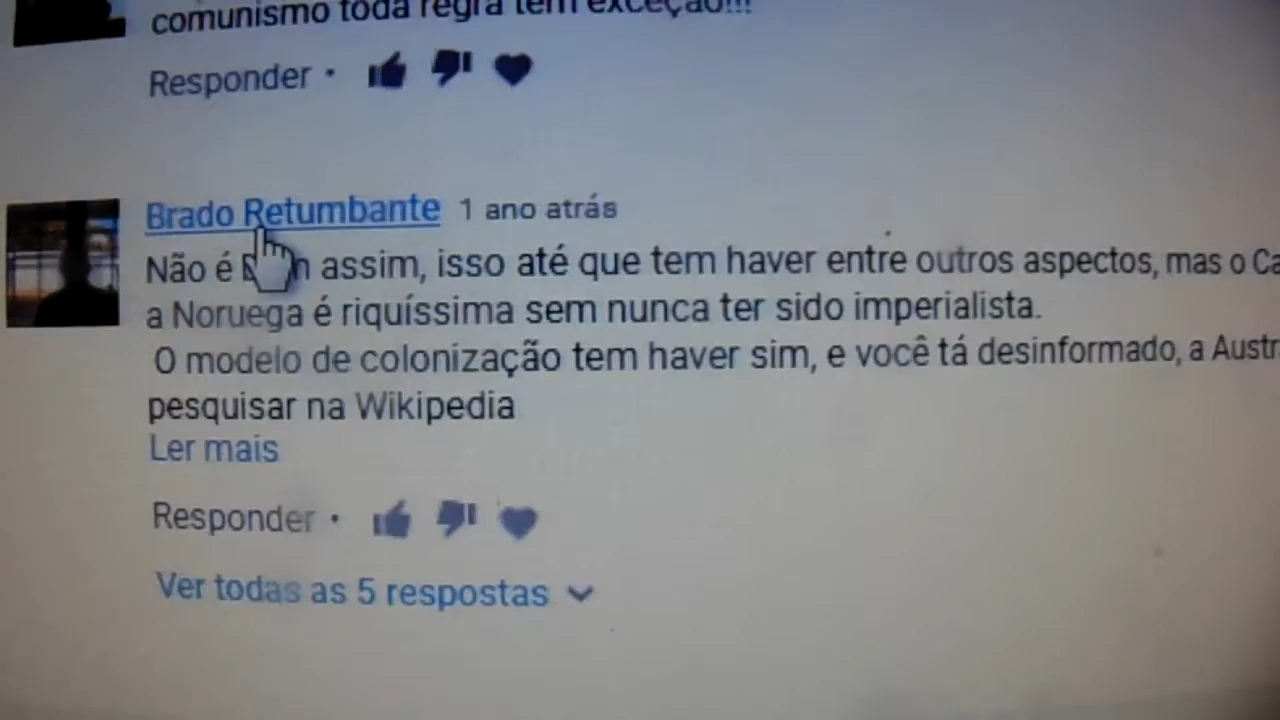 comunismo toda regra tem exceção!!!
Responder •
Brado Retumbante 1 ano atrás
Não é assim, isso até que tem haver entre outros aspectos, mas o Ca
a Noruega é riquíssima sem nunca ter sido imperialista.
O modelo de colonização tem haver sim, e você tá desinformado, a Austr
pesquisar na Wikipedia
Ler mais
Responder •
Ver todas as 5 respostas